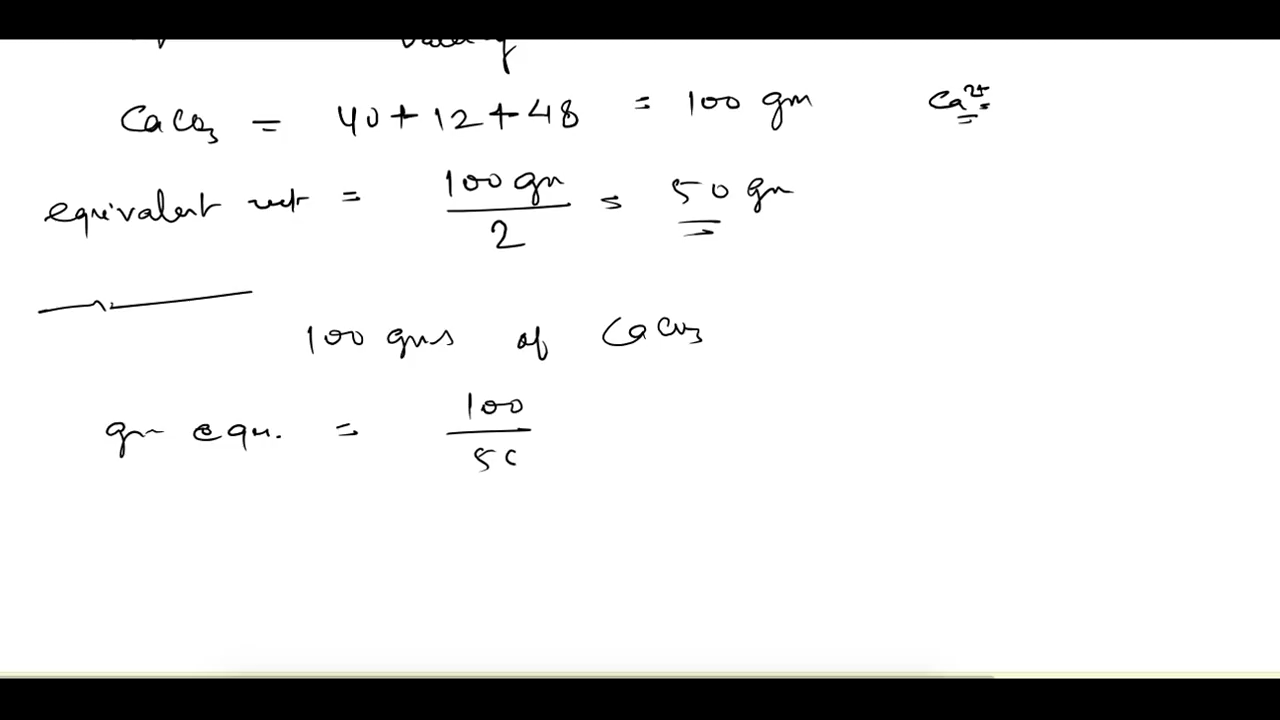 CaCO3 = 40 + 12 + 48 = 100 gm Ca2+
equivalent wt = 100 gm / 2 = 50 gm
100 gms of CaCO3
gm equ. = 100 / 50